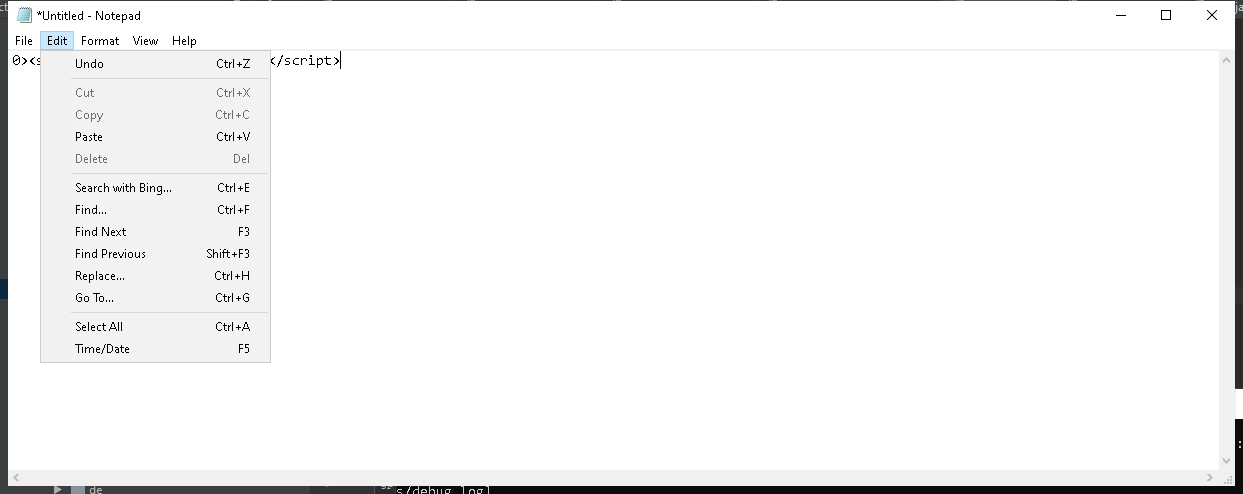 *Untitled - Notepad
File Edit Format View Help
0><s </script>
Undo Ctrl+Z
Cut Ctrl+X
Copy Ctrl+C
Paste Ctrl+V
Delete Del
Search with Bing... Ctrl+E
Find... Ctrl+F
Find Next F3
Find Previous Shift+F3
Replace... Ctrl+H
Go To... Ctrl+G
Select All Ctrl+A
Time/Date F5
de
s/debug.log]